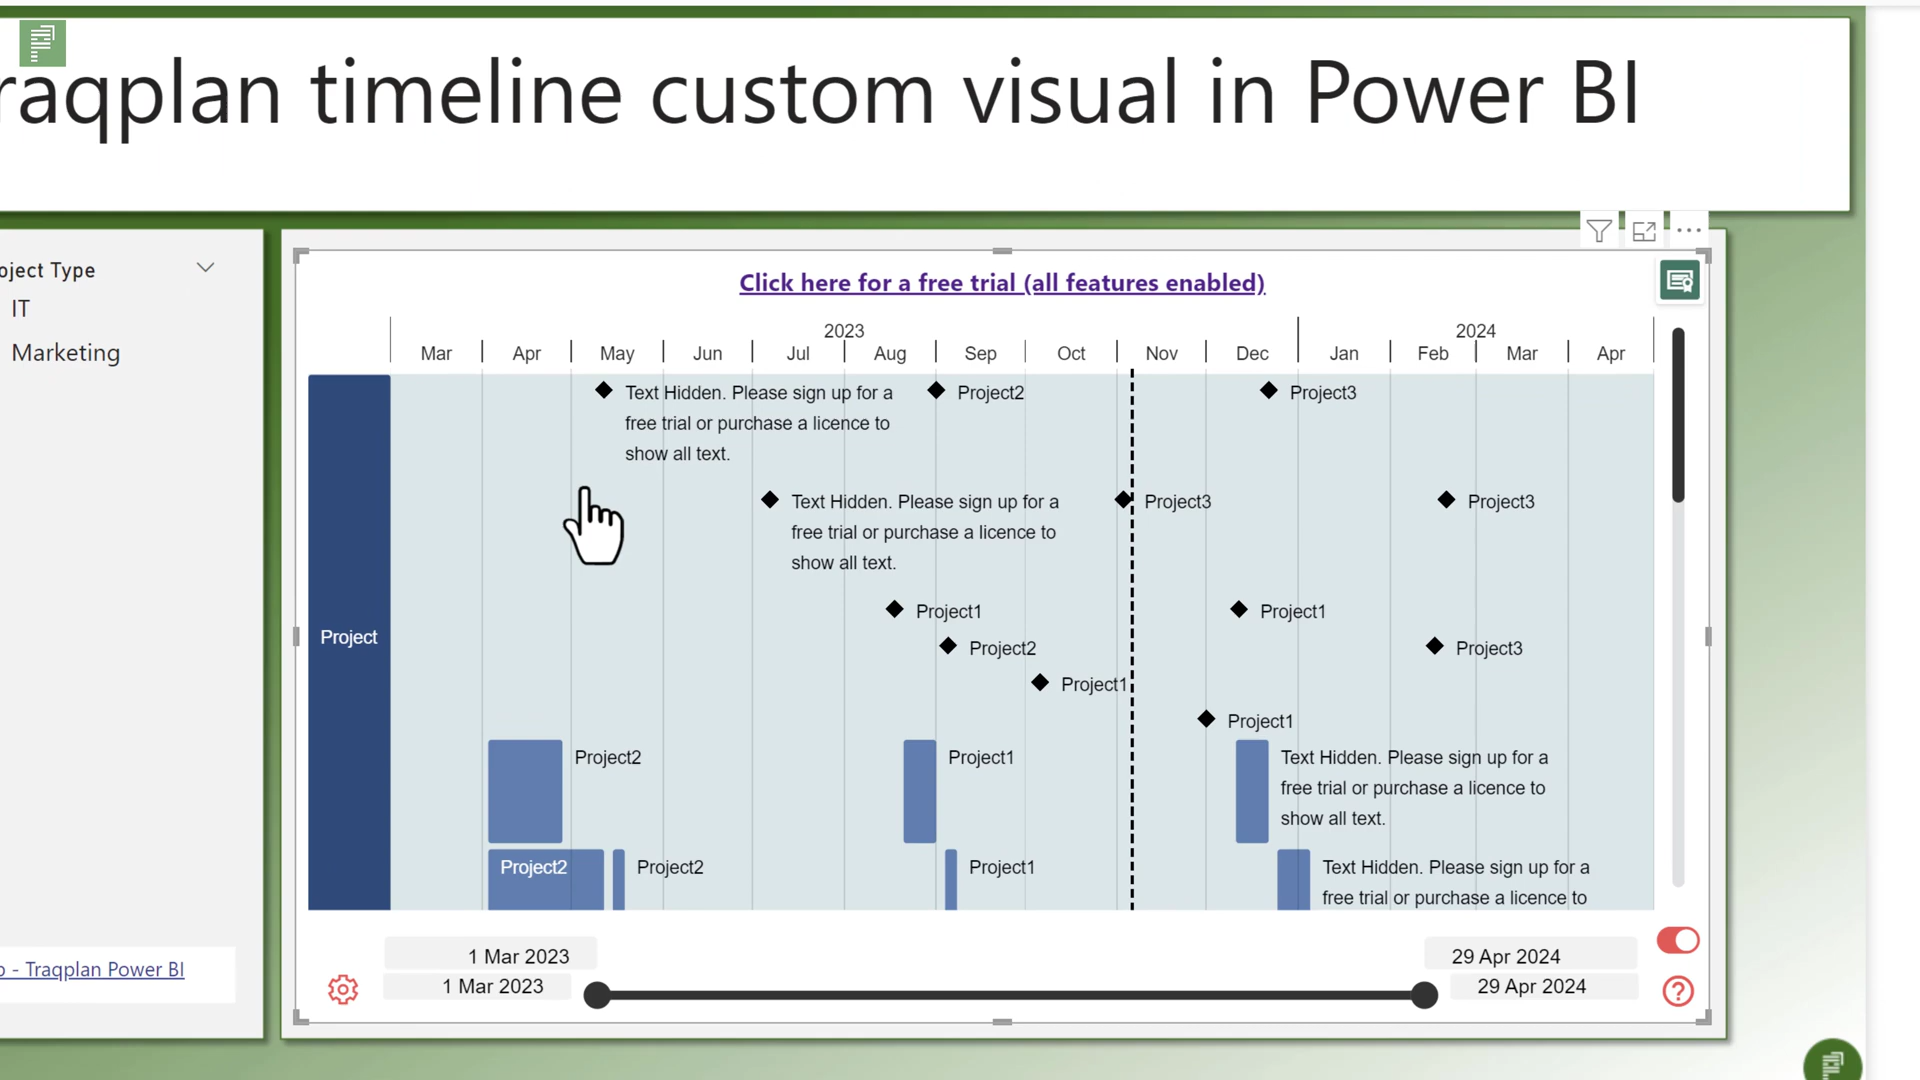 raqplan timeline custom visual in Power BI
oject Type
IT
Marketing
Click here for a free trial (all features enabled)
2023
2024
Mar
Apr
May
Jun
Jul
Aug
Sep
Oct
Nov
Dec
Jan
Feb
Mar
Apr
Text Hidden. Please sign up for a
free trial or purchase a licence to
show all text.
Project2
Project3
Text Hidden. Please sign up for a
free trial or purchase a licence to
show all text.
Project3
Project3
Project1
Project1
Project
Project2
Project3
Project1
Project1
Project2
Project1
Text Hidden. Please sign up for a
free trial or purchase a licence to
show all text.
Project2
Project2
Project1
Text Hidden. Please sign up for a
free trial or purchase a licence to
1 Mar 2023
29 Apr 2024
1 Mar 2023
29 Apr 2024
- Traqplan Power BI